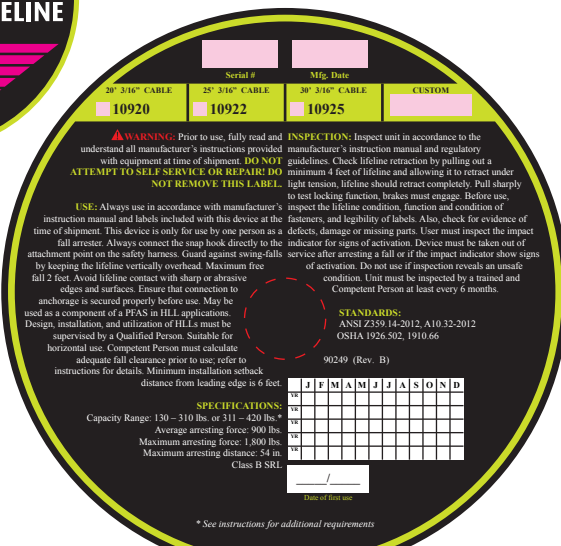 ELINE
Serial #
Mfg. Date
20' 3/16" CABLE
10920
25' 3/16" CABLE
10922
30' 3/16" CABLE
10925
CUSTOM
WARNING: Prior to use, fully read and
understand all manufacturer's instructions provided
with equipment at time of shipment. DO NOT
ATTEMPT TO SELF SERVICE OR REPAIR! DO
NOT REMOVE THIS LABEL.
USE: Always use in accordance with manufacturer's
instruction manual and labels included with this device at the
time of shipment. This device is only for use by one person as a
fall arrester. Always connect the snap hook directly to the
attachment point on the safety harness. Guard against swing-falls
by keeping the lifeline vertically overhead. Maximum free
fall 2 feet. Avoid lifeline contact with sharp or abrasive
edges and surfaces. Ensure that connection to
anchorage is secured properly before use. May be
used as a component of a PFAS in HLL applications.
Design, installation, and utilization of HLLs must be
supervised by a Qualified Person. Suitable for
horizontal use. Competent Person must calculate
adequate fall clearance prior to use; refer to
instructions for details. Minimum installation setback
distance from leading edge is 6 feet.
SPECIFICATIONS:
Capacity Range: 130 – 310 lbs. or 311 – 420 lbs.*
Average arresting force: 900 lbs.
Maximum arresting force: 1,800 lbs.
Maximum arresting distance: 54 in.
Class B SRL
INSPECTION: Inspect unit in accordance to the
manufacturer's instruction manual and regulatory
guidelines. Check lifeline retraction by pulling out a
minimum 4 feet of lifeline and allowing it to retract under
light tension, lifeline should retract completely. Pull sharply
to test locking function, brakes must engage. Before use,
inspect the lifeline condition, function and condition of
fasteners, and legibility of labels. Also, check for evidence of
defects, damage or missing parts. User must inspect the impact
indicator for signs of activation. Device must be taken out of
service after arresting a fall or if the impact indicator show signs
of activation. Do not use if inspection reveals an unsafe
condition. Unit must be inspected by a trained and
Competent Person at least every 6 months.
STANDARDS:
ANSI Z359.14-2012, A10.32-2012
OSHA 1926.502, 1910.66
90249 (Rev. B)
J F M A M J J A S O N D
YR
YR
YR
YR
YR
_____/_____
Date of first use
* See instructions for additional requirements